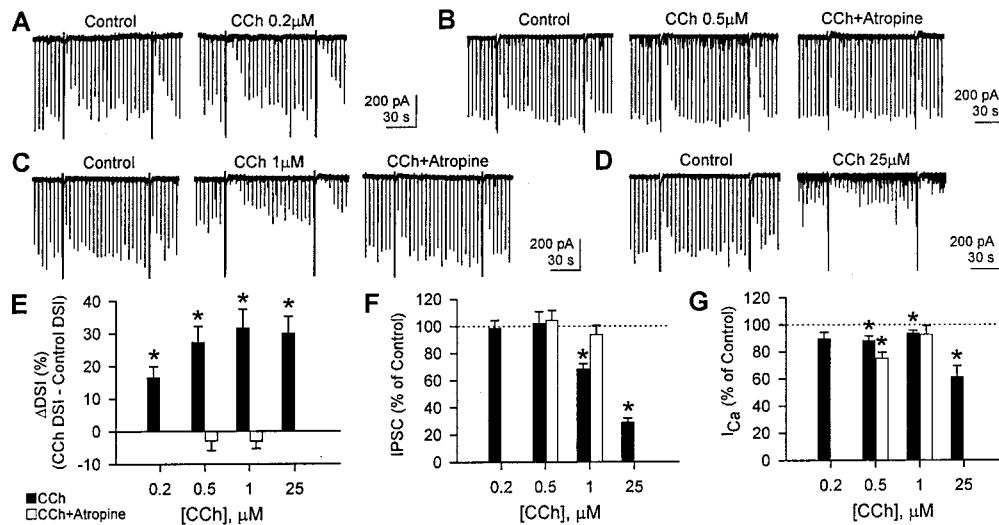 A
Control
CCh 0.2μM
200 pA
30 s
B
Control
CCh 0.5μM
CCh+Atropine
200 pA
30 s
C
Control
CCh 1μM
CCh+Atropine
200 pA
30 s
D
Control
CCh 25μM
200 pA
30 s
E
ΔDSI (%)
(CCh DSI - Control DSI)
40
30
20
10
0
-10
*
*
*
*
0.2
0.5
1
25
[CCh], μM
CCh
CCh+Atropine
F
IPSC (% of Control)
120
100
80
60
40
20
0
*
*
0.2
0.5
1
25
[CCh], μM
G
ICa (% of Control)
120
100
80
60
40
20
0
*
*
*
*
0.2
0.5
1
25
[CCh], μM